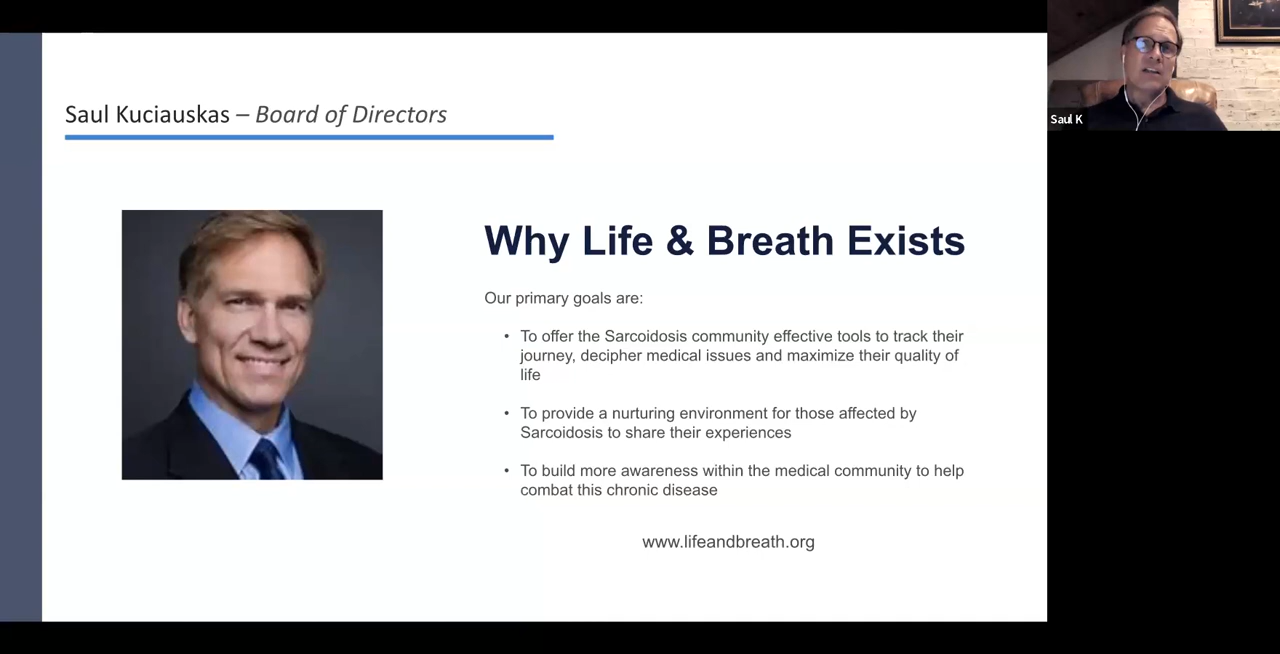 Saul Kuciauskas – Board of Directors
Saul K
Why Life & Breath Exists
Our primary goals are:
• To offer the Sarcoidosis community effective tools to track their
journey, decipher medical issues and maximize their quality of
life
• To provide a nurturing environment for those affected by
Sarcoidosis to share their experiences
• To build more awareness within the medical community to help
combat this chronic disease
www.lifeandbreath.org